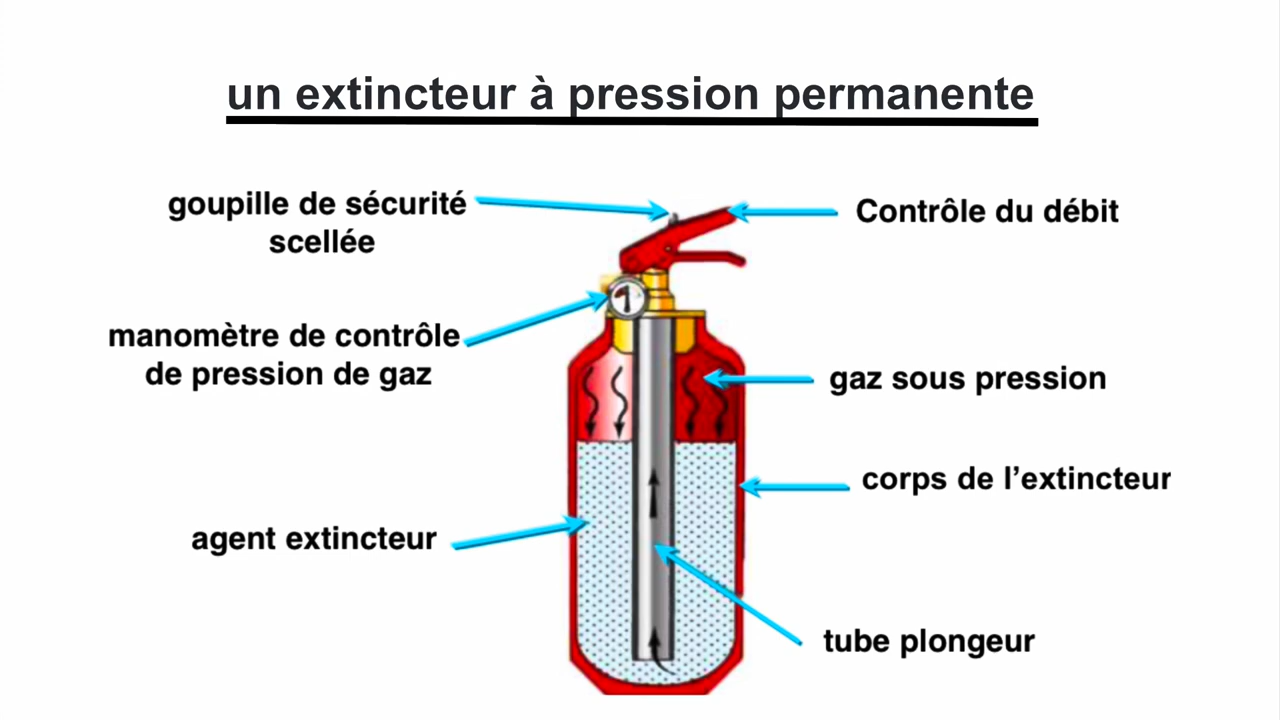 un extincteur à pression permanente
goupille de sécurité
scellée
Contrôle du débit
manomètre de contrôle
de pression de gaz
gaz sous pression
corps de l'extincteur
agent extincteur
tube plongeur